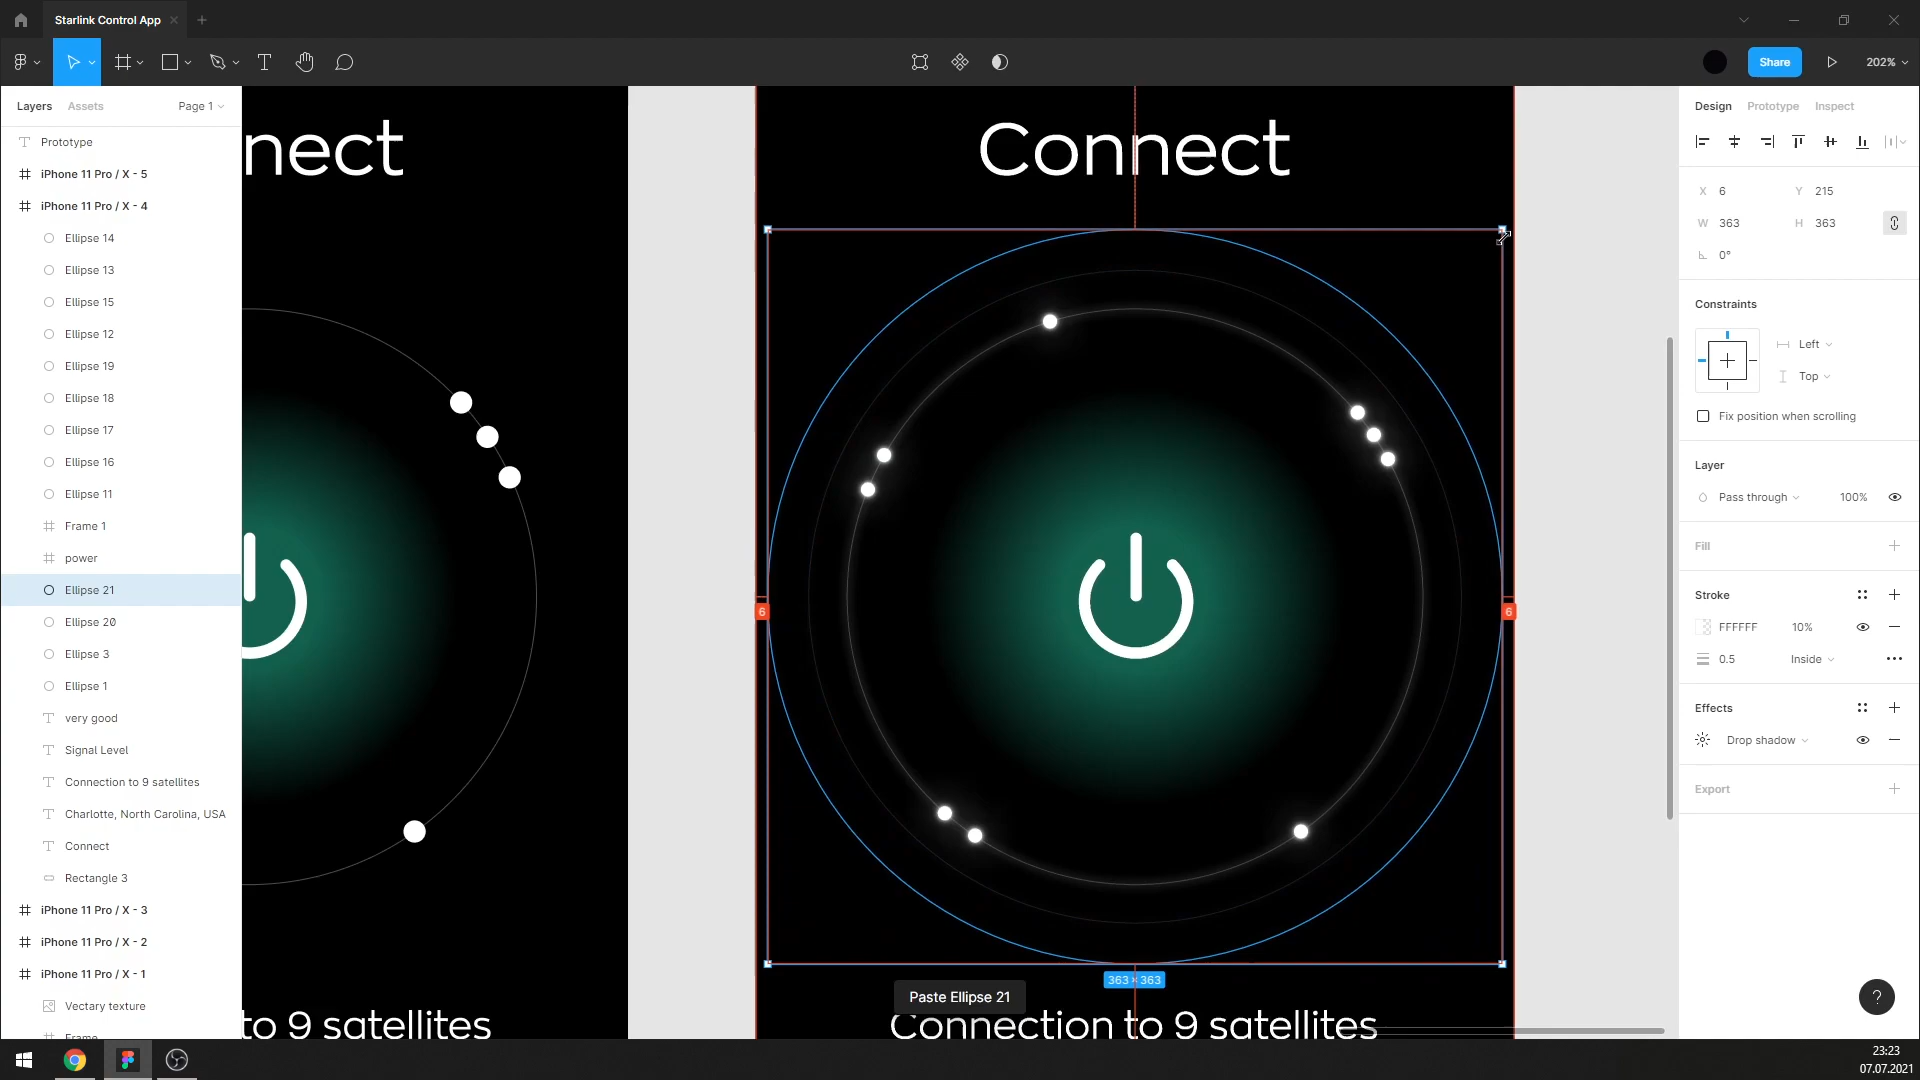 Starlink Control App
Share
202%
Layers
Assets
Page 1
Prototype
iPhone 11 Pro / X - 5
iPhone 11 Pro / X - 4
Ellipse 14
Ellipse 13
Ellipse 15
Ellipse 12
Ellipse 19
Ellipse 18
Ellipse 17
Ellipse 16
Ellipse 11
Frame 1
power
Ellipse 21
Ellipse 20
Ellipse 3
Ellipse 1
very good
Signal Level
Connection to 9 satellites
Charlotte, North Carolina, USA
Connect
Rectangle 3
iPhone 11 Pro / X - 3
iPhone 11 Pro / X - 2
iPhone 11 Pro / X - 1
Vectary texture
Frame
nnect
to 9 satellites
Connect
6
6
363 × 363
Paste Ellipse 21
Connection to 9 satellites
Design
Prototype
Inspect
X 6
Y 215
W 363
H 363
0°
Constraints
Left
Top
Fix position when scrolling
Layer
Pass through
100%
Fill
Stroke
FFFFFF
10%
0.5
Inside
Effects
Drop shadow
Export
?
23:23
07.07.2021